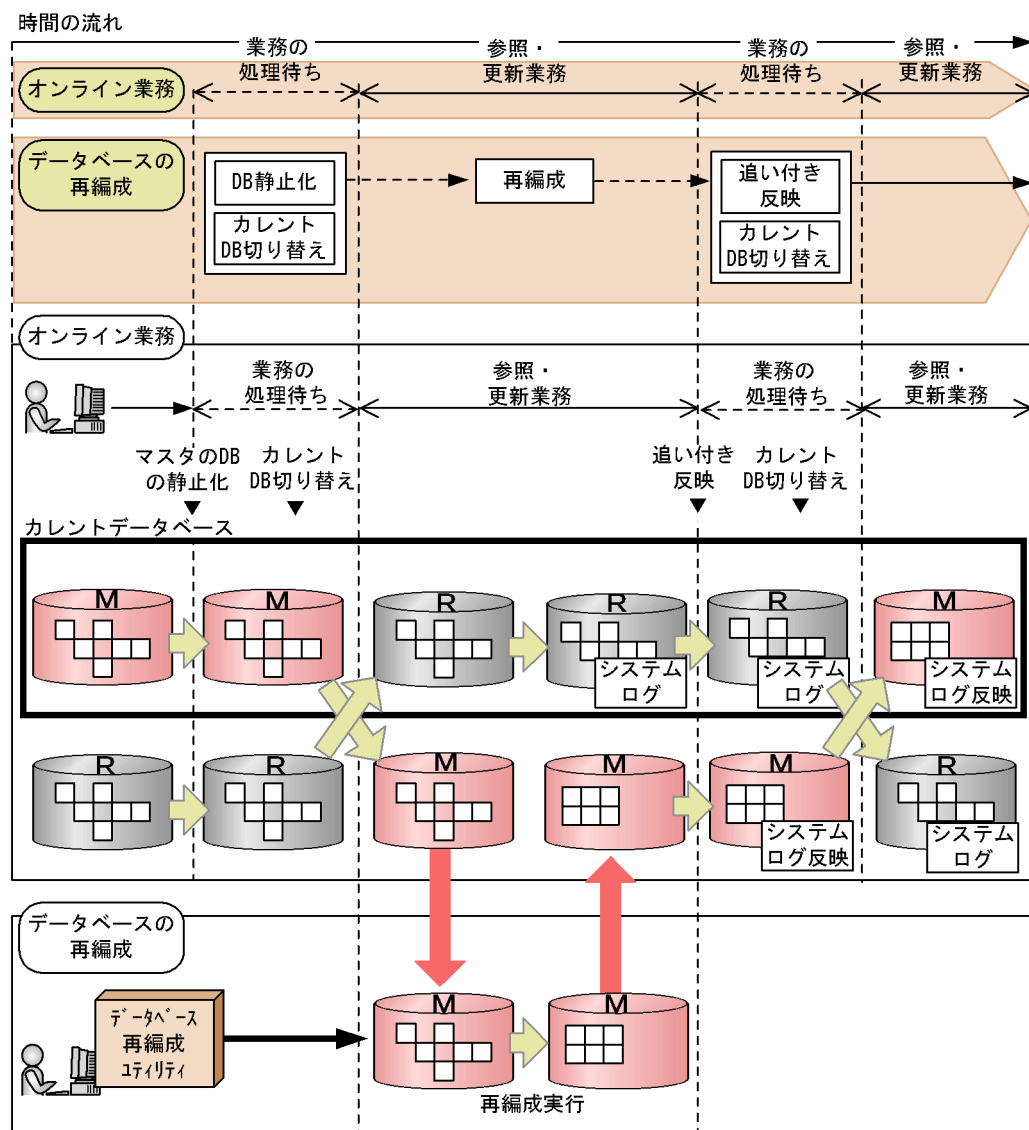 時間の流れ
業務の
処理待ち
参照・
更新業務
業務の
処理待ち
参照・
更新業務
オンライン業務
データベースの
再編成
DB静止化
カレント
DB切り替え
再編成
追い付き
反映
カレント
DB切り替え
オンライン業務
業務の
処理待ち
参照・
更新業務
業務の
処理待ち
参照・
更新業務
マスタのDB
の静止化
カレント
DB切り替え
追い付き
反映
カレント
DB切り替え
カレントデータベース
M
M
R
R
システム
ログ
R
システム
ログ
M
システム
ログ反映
R
R
M
M
M
システム
ログ反映
R
システム
ログ
データベースの
再編成
ﾃﾞｰﾀﾍﾞｰｽ
再編成
ﾕﾃｨﾘﾃｨ
M
M
再編成実行